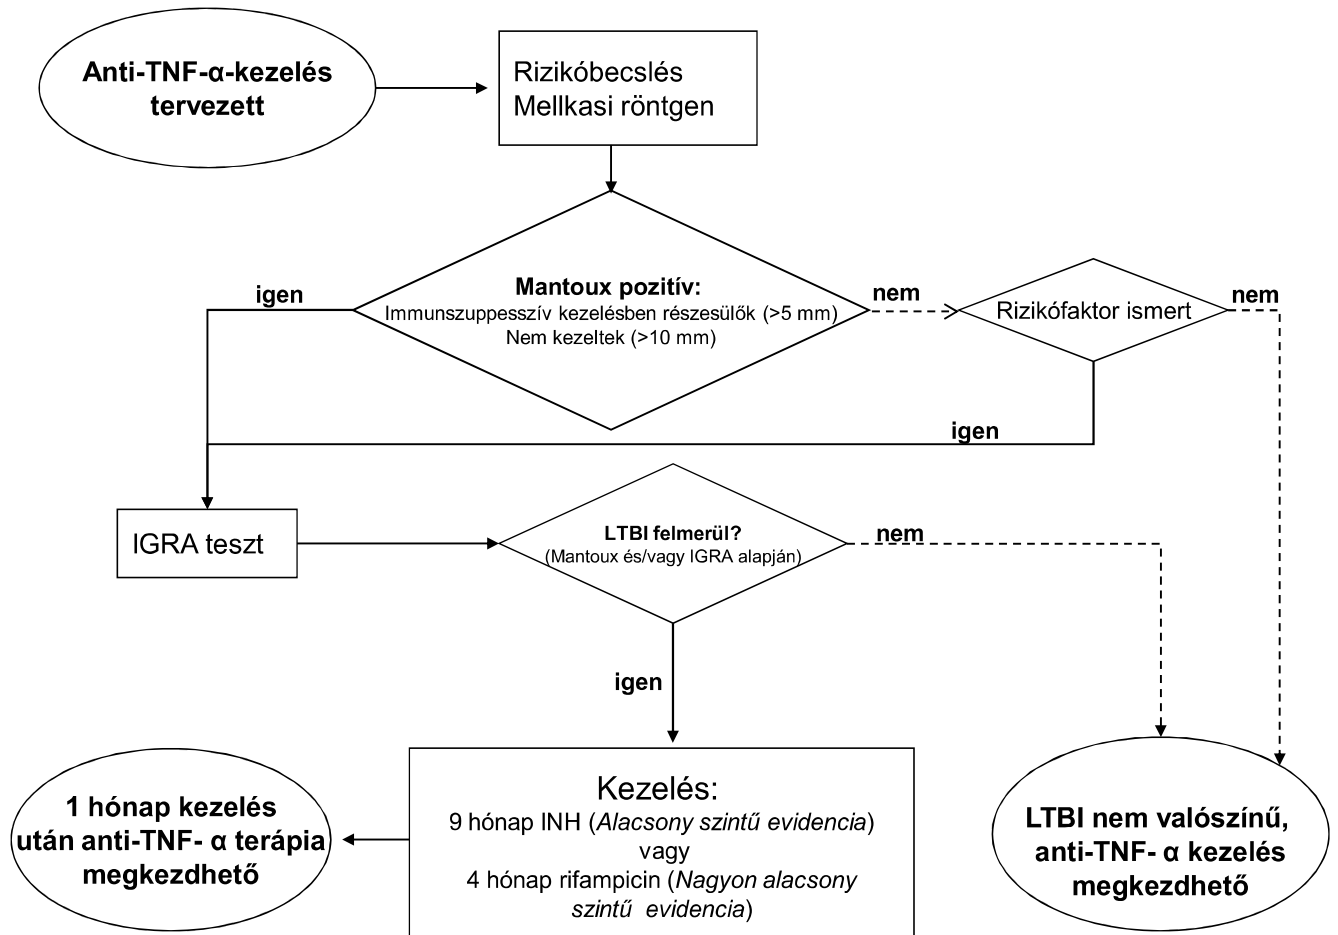 Anti-TNF-α-kezelés
tervezett
Rizikóbecslés
Mellkasi röntgen
Mantoux pozitív:
Immunszuppesszív kezelésben részesülők (>5 mm)
Nem kezeltek (>10 mm)
igen
nem
Rizikófaktor ismert
nem
igen
IGRA teszt
LTBI felmerül?
(Mantoux és/vagy IGRA alapján)
nem
igen
Kezelés:
9 hónap INH (Alacsony szintű evidencia)
vagy
4 hónap rifampicin (Nagyon alacsony
szintű evidencia)
1 hónap kezelés
után anti-TNF- α terápia
megkezdhető
LTBI nem valószínű,
anti-TNF- α kezelés
megkezdhető